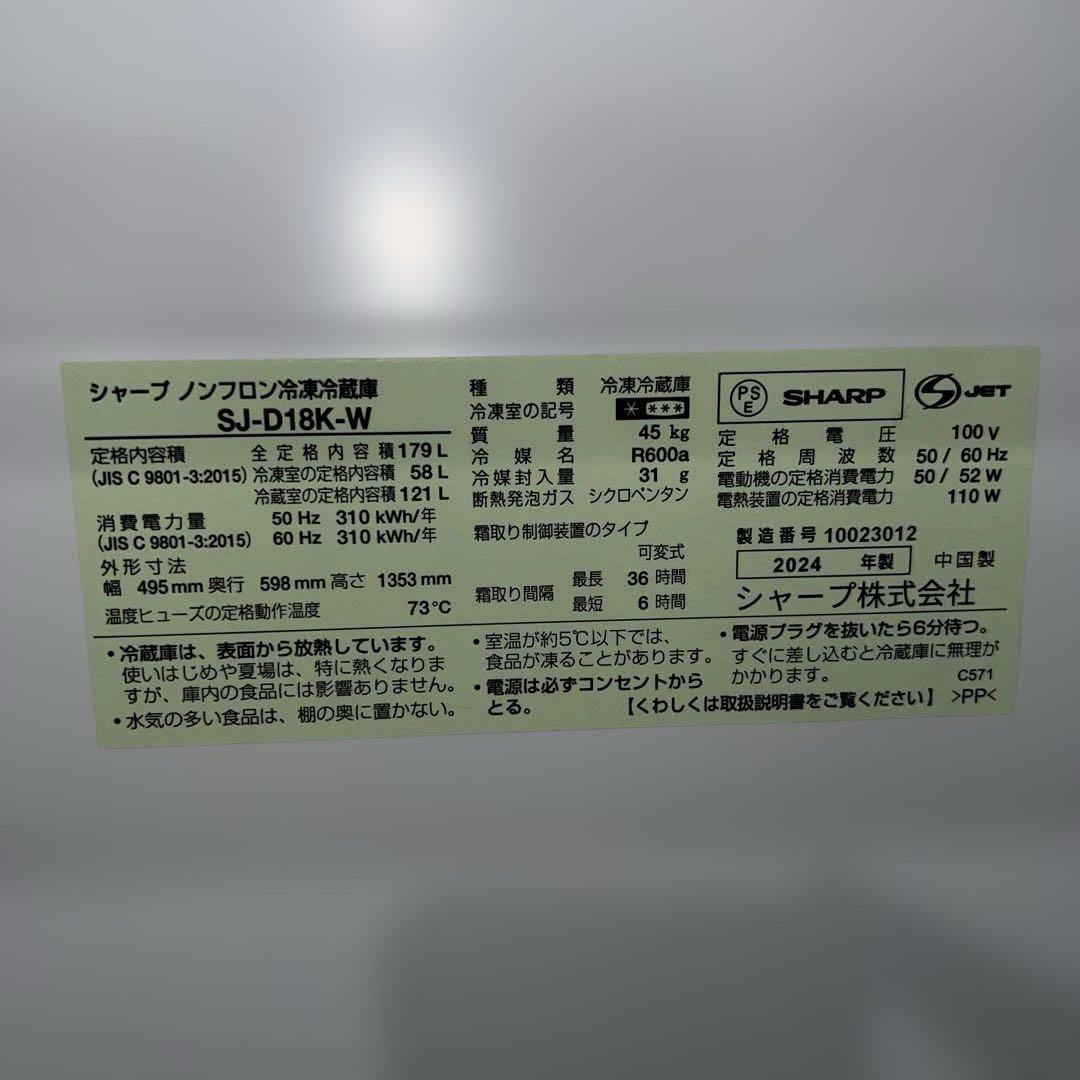 シャープ ノンフロン冷凍冷蔵庫
SJ-D18K-W
定格内容積 全定格内容積 179 L
(JIS C 9801-3:2015) 冷凍室の定格内容積 58 L
冷蔵室の定格内容積 121 L
消費電力量 50 Hz 310 kWh/年
(JIS C 9801-3:2015) 60 Hz 310 kWh/年
外形寸法
幅 495 mm 奥行 598 mm 高さ 1353 mm
温度ヒューズの定格動作温度 73℃
種類 冷凍冷蔵庫
冷凍室の記号 * ***
質量 45 kg
冷媒名 R600a
冷媒封入量 31 g
断熱発泡ガス シクロペンタン
霜取り制御装置のタイプ
可変式
霜取り間隔 最長 36 時間
最短 6 時間
PSE SHARP S JET
定格電圧 100 V
定格周波数 50 / 60 Hz
電動機の定格消費電力 50 / 52 W
電熱装置の定格消費電力 110 W
製造番号 10023012
2024 年製 中国製
シャープ株式会社
・冷蔵庫は、表面から放熱しています。
使いはじめや夏場は、特に熱くなりま
すが、庫内の食品には影響ありません。
・水気の多い食品は、棚の奥に置かない。
・室温が約5℃以下では、
食品が凍ることがあります。
・電源は必ずコンセントから
とる。
・電源プラグを抜いたら6分待つ。
すぐに差し込むと冷蔵庫に無理が
かかります。 C571
【くわしくは取扱説明書をご覧ください】 >PP<